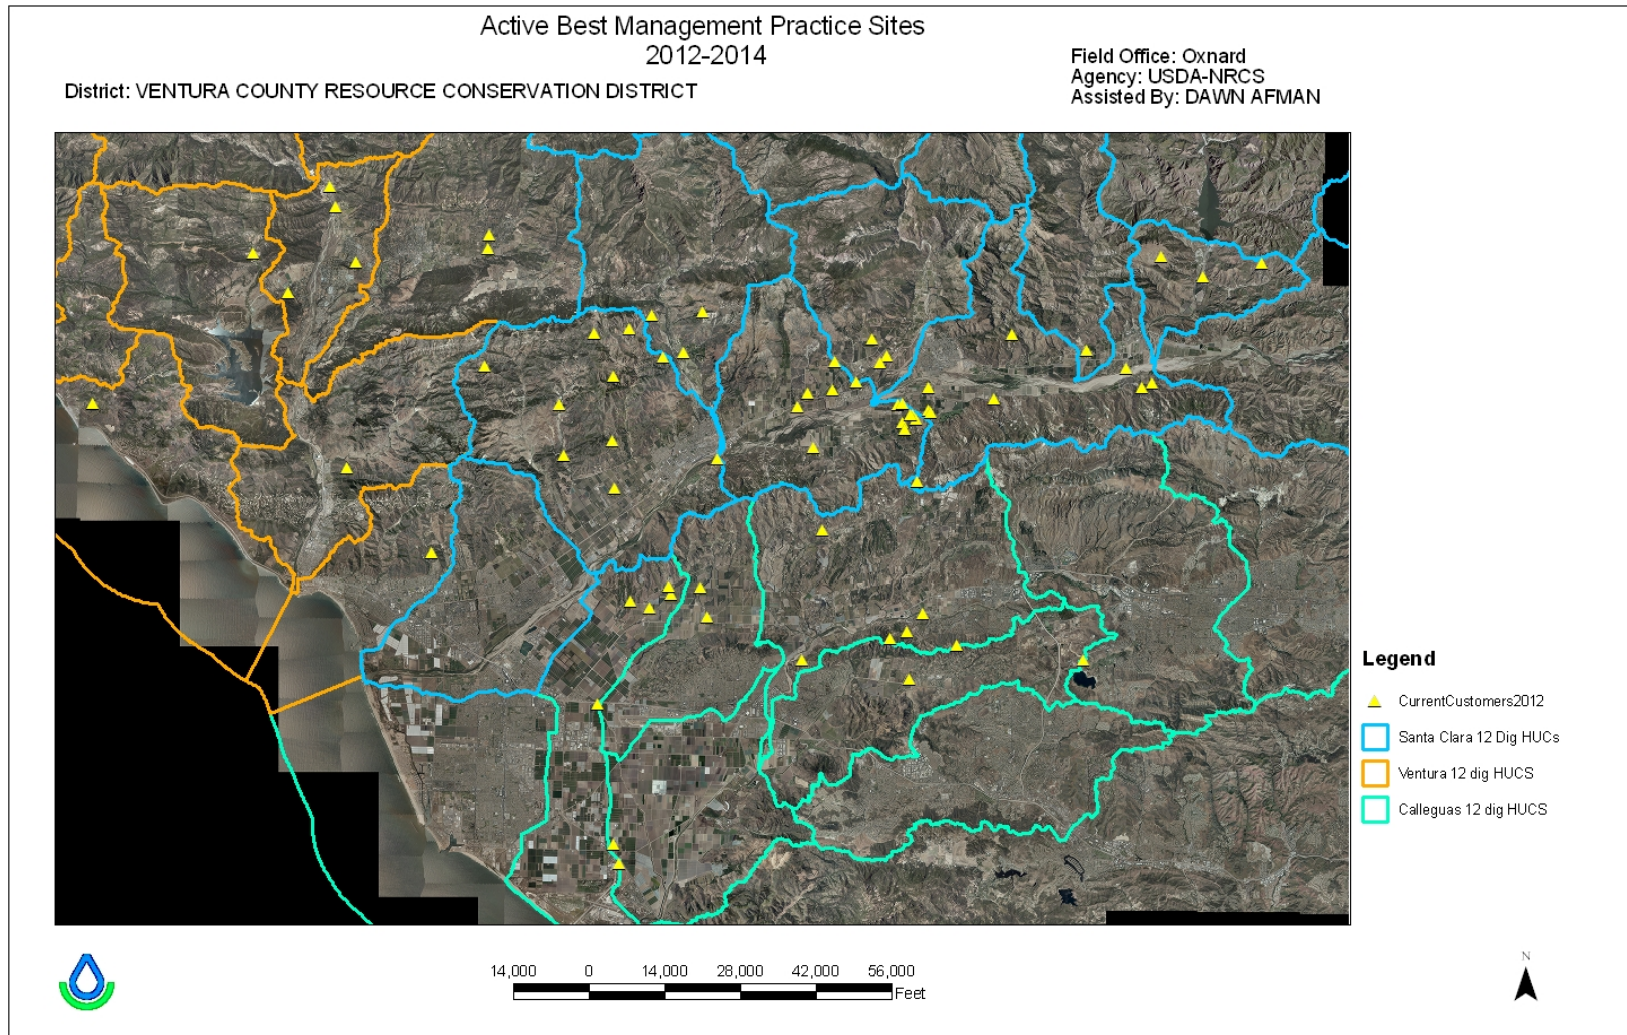 Active Best Management Practice Sites
2012-2014
Field Office: Oxnard
Agency: USDA-NRCS
Assisted By: DAWN AFMAN
District: VENTURA COUNTY RESOURCE CONSERVATION DISTRICT
Legend
CurrentCustomers2012
Santa Clara 12 Dig HUCs
Ventura 12 dig HUCS
Calleguas 12 dig HUCS
14,000 0 14,000 28,000 42,000 56,000
Feet
N